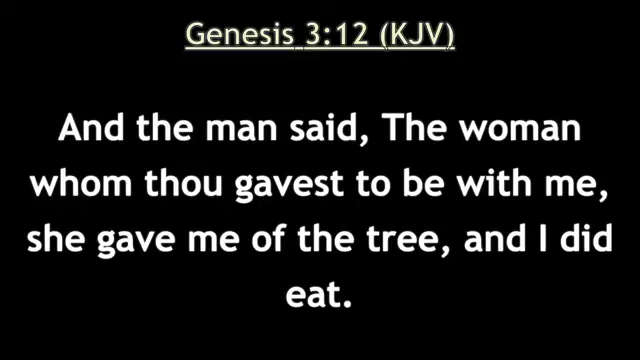 Genesis 3:12 (KJV)
And the man said, The woman
whom thou gavest to be with me,
she gave me of the tree, and I did
eat.